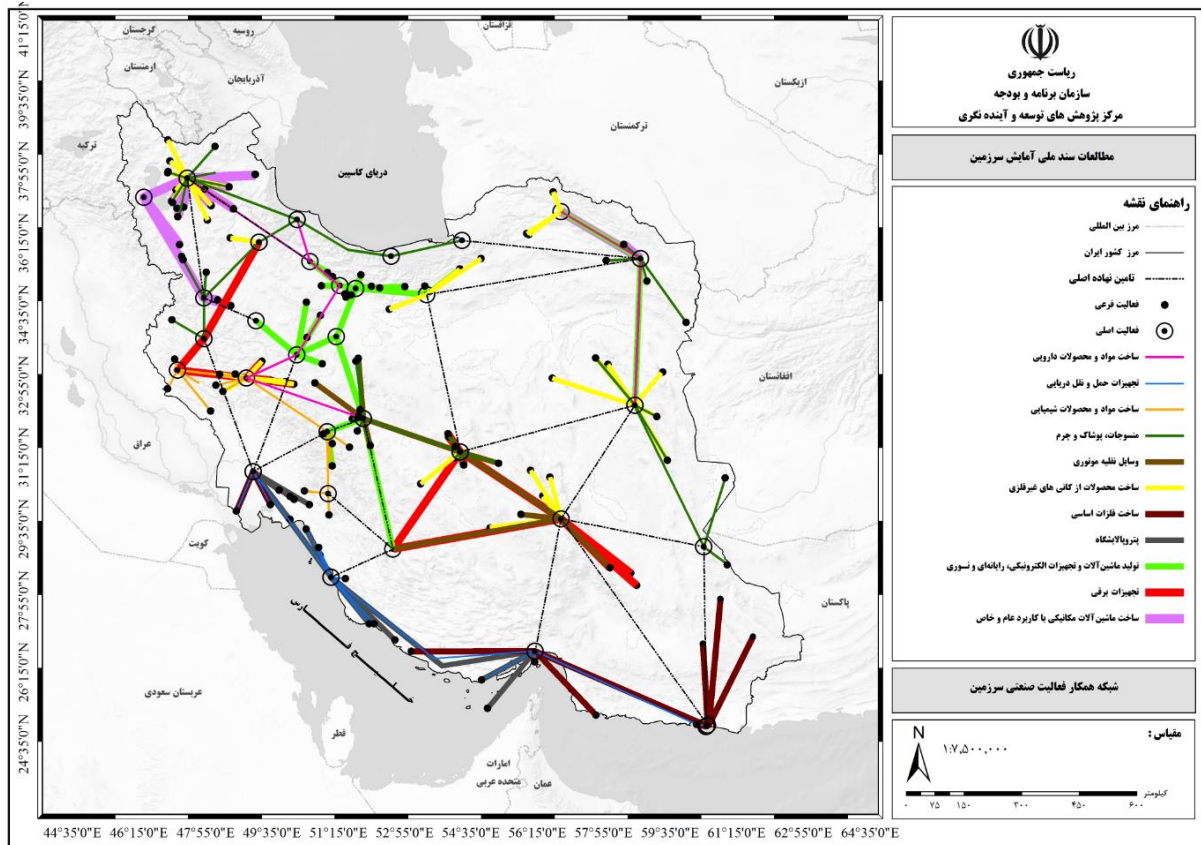 ریاست جمهوری
سازمان برنامه و بودجه
مرکز پژوهش های توسعه و آینده نگری
مطالعات سند ملی آمایش سرزمین
راهنمای نقشه
مرز بین المللی
مرز کشور ایران
تامین نهاده اصلی
فعالیت فرعی
فعالیت اصلی
ساخت مواد و محصولات دارویی
تجهیزات حمل و نقل دریایی
ساخت مواد و محصولات شیمیایی
منسوجات، پوشاک و چرم
وسایل نقلیه موتوری
ساخت محصولات از کانی های غیرفلزی
ساخت فلزات اساسی
پتروپالایشگاه
تولید ماشین‌آلات و تجهیزات الکترونیکی، رایانه‌ای و نوری
تجهیزات برقی
ساخت ماشین‌آلات مکانیکی با کاربرد عام و خاص
شبکه همکار فعالیت صنعتی سرزمین
مقیاس :
N
۱:۷,۵۰۰,۰۰۰
کیلومتر
۰ ۷۵ ۱۵۰ ۳۰۰ ۴۵۰ ۶۰۰
گرجستان
روسیه
قزاقستان
ارمنستان
آذربایجان
ازبکستان
ترکیه
ترکمنستان
دریای کاسپین
افغانستان
عراق
کویت
پاکستان
خلیج فارس
عربستان سعودی
قطر
امارات
متحده عربی
عمان
41°15'0"N
39°35'0"N
37°55'0"N
36°15'0"N
34°35'0"N
32°55'0"N
31°15'0"N
29°35'0"N
27°55'0"N
26°15'0"N
24°35'0"N
44°35'0"E 46°15'0"E 47°55'0"E 49°35'0"E 51°15'0"E 52°55'0"E 54°35'0"E 56°15'0"E 57°55'0"E 59°35'0"E 61°15'0"E 62°55'0"E 64°35'0"E